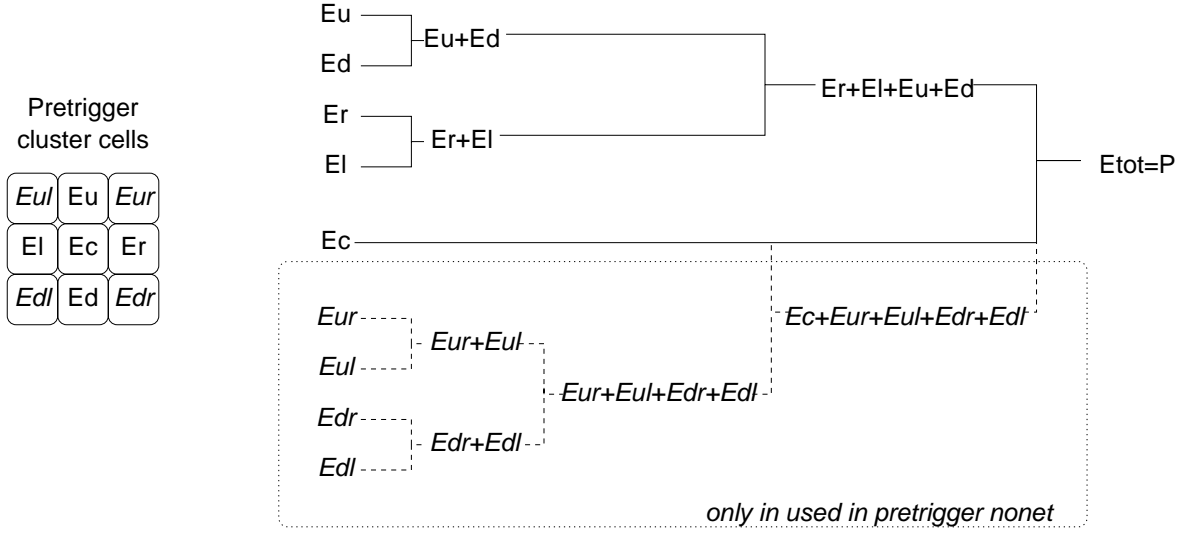 Pretrigger
cluster cells
Eul Eu Eur
El Ec Er
Edl Ed Edr
Eu
Ed
Eu+Ed
Er
El
Er+El
Er+El+Eu+Ed
Etot=P
Ec
Eur
Eul
Eur+Eul
Edr
Edl
Edr+Edl
Eur+Eul+Edr+Edl
Ec+Eur+Eul+Edr+Edl
only in used in pretrigger nonet